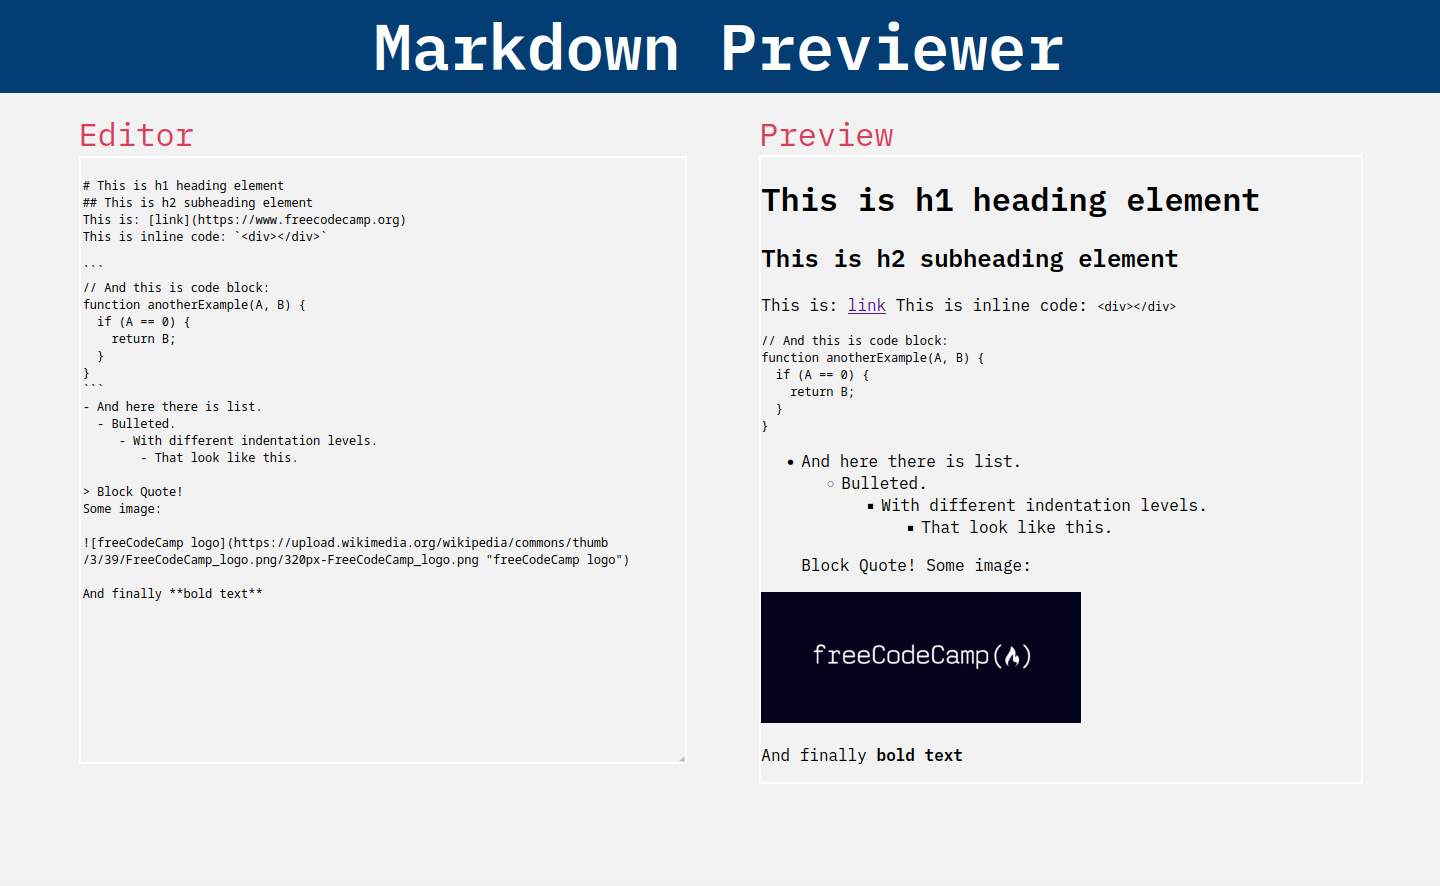 Markdown Previewer
Editor
# This is h1 heading element
## This is h2 subheading element
This is: [link](https://www.freecodecamp.org)
This is inline code: `<div></div>`
```
// And this is code block:
function anotherExample(A, B) {
  if (A == 0) {
    return B;
  }
}
```
- And here there is list.
  - Bulleted.
     - With different indentation levels.
        - That look like this.
> Block Quote!
Some image:
![freeCodeCamp logo](https://upload.wikimedia.org/wikipedia/commons/thumb
/3/39/FreeCodeCamp_logo.png/320px-FreeCodeCamp_logo.png "freeCodeCamp logo")
And finally **bold text**
Preview
This is h1 heading element
This is h2 subheading element
This is: link This is inline code: <div></div>
// And this is code block:
function anotherExample(A, B) {
  if (A == 0) {
    return B;
  }
}
• And here there is list.
○ Bulleted.
▪ With different indentation levels.
▪ That look like this.
Block Quote! Some image:
freeCodeCamp(🔥)
And finally bold text